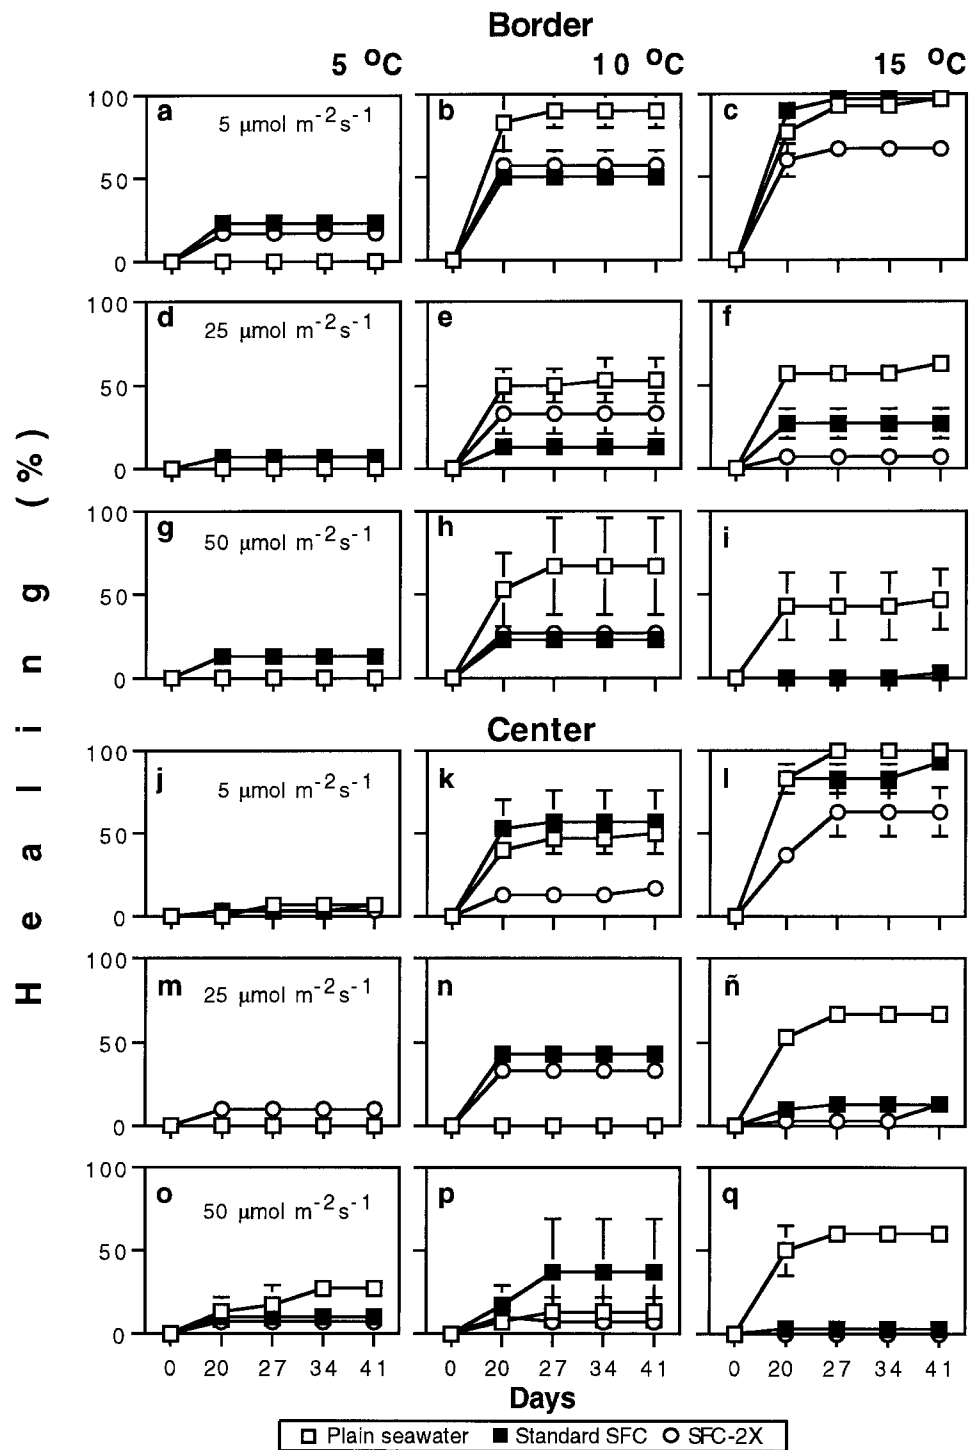 Border
5 °C 10 °C 15 °C
100 a 5 µmol m⁻²s⁻¹ b c
50
0
100 d 25 µmol m⁻²s⁻¹ e f
50
0
100 g 50 µmol m⁻²s⁻¹ h i
50
0
Healing (%)
Center
100 j 5 µmol m⁻²s⁻¹ k l
50
0
100 m 25 µmol m⁻²s⁻¹ n ñ
50
0
100 o 50 µmol m⁻²s⁻¹ p q
50
0
0 20 27 34 41 0 20 27 34 41 0 20 27 34 41
Days
Plain seawater Standard SFC SFC-2X